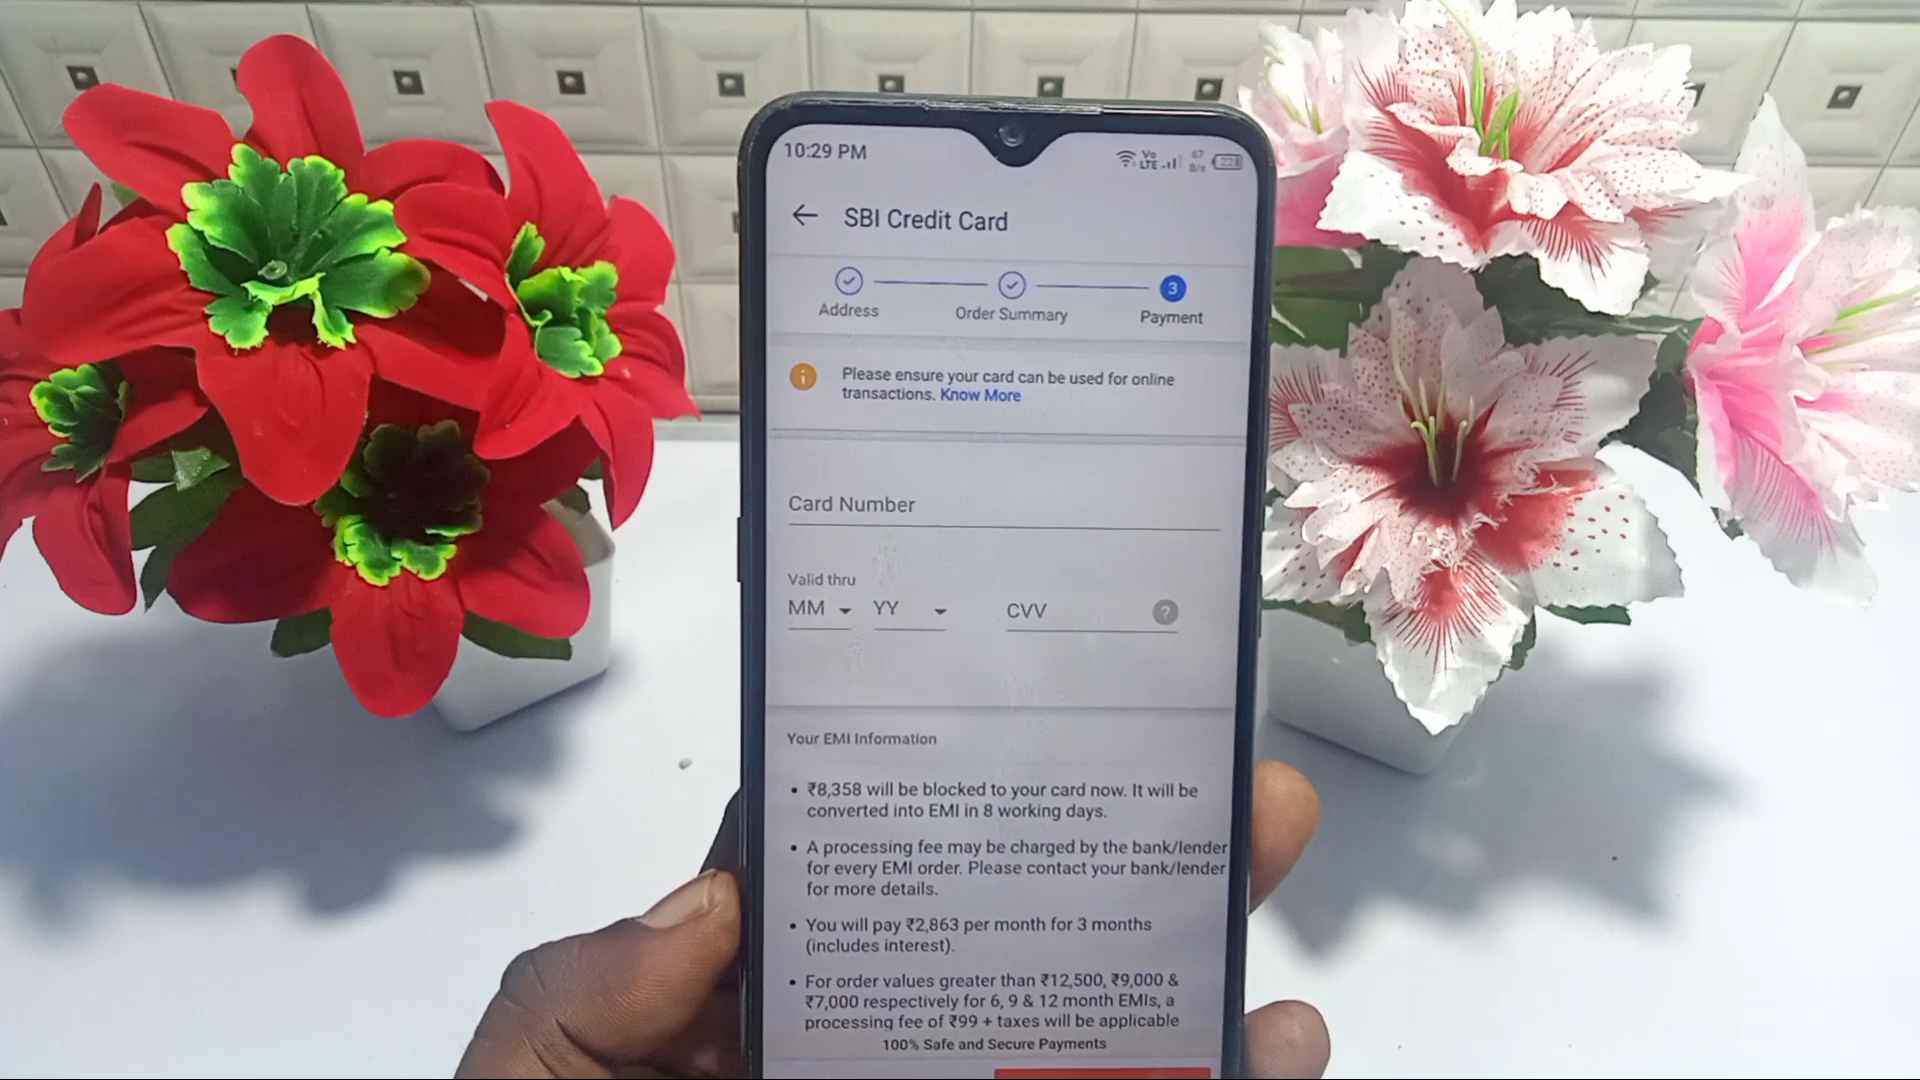 10:29 PM
Vo
LTE
67
B/s
22
SBI Credit Card
3
Address
Order Summary
Payment
Please ensure your card can be used for online
transactions. Know More
Card Number
Valid thru
MM
YY
CVV
?
Your EMI Information
• ₹8,358 will be blocked to your card now. It will be
converted into EMI in 8 working days.
• A processing fee may be charged by the bank/lender
for every EMI order. Please contact your bank/lender
for more details.
• You will pay ₹2,863 per month for 3 months
(includes interest).
• For order values greater than ₹12,500, ₹9,000 &
₹7,000 respectively for 6, 9 & 12 month EMIs, a
processing fee of ₹99 + taxes will be applicable
100% Safe and Secure Payments